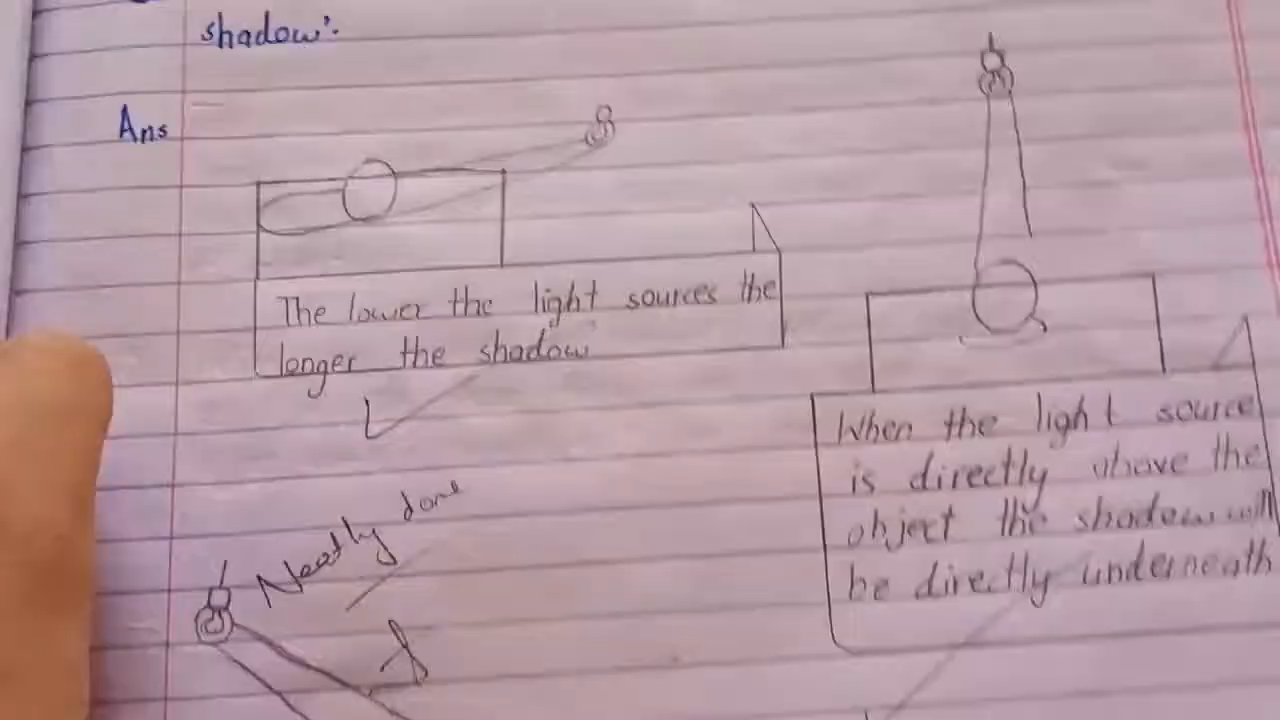 shadow:
Ans
The lower the light sources the
longer the shadow
When the light source
is directly above the
object the shadow will
be directly underneath
Neatly done